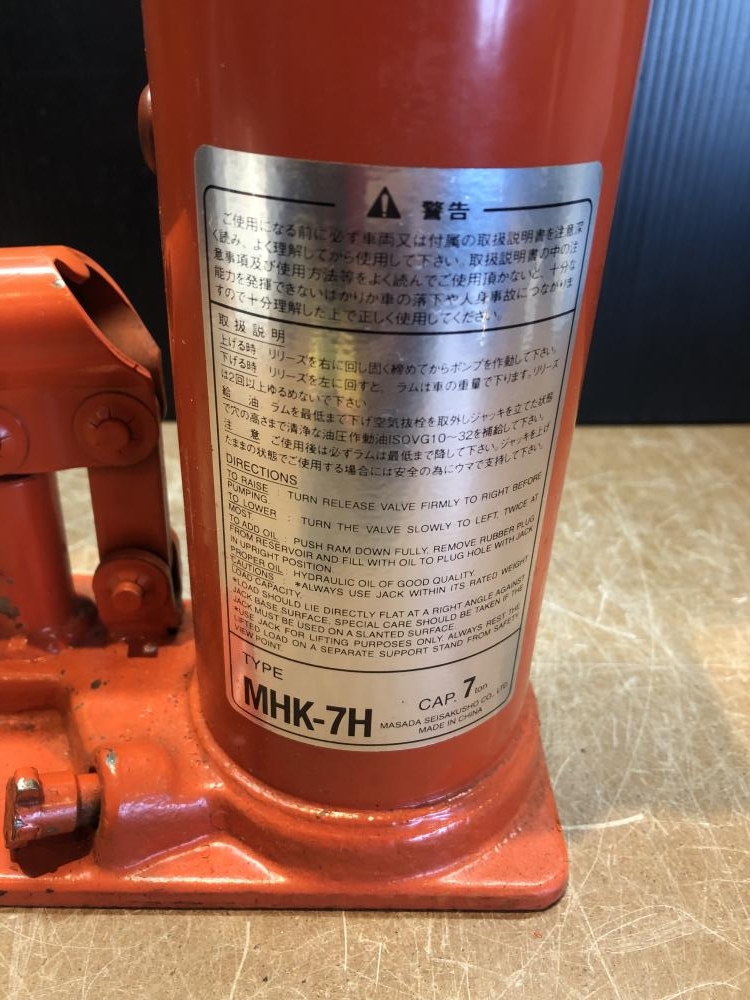 警告
ご使用になる前に必ず車両又は付属の取扱説明書を注意深
く読み、よく理解してから使用して下さい。取扱説明書の中の注
意事項及び使用方法等をよく読んでご使用頂かないと、十分な
能力を発揮できないばかりか車の落下や人身事故につながりま
すので十分理解した上で正しく使用してください。
取扱説明
上げる時 リリーズを右に回し固く締めてからポンプを作動して下さい。
下げる時 リリーズを左に回すと、ラムは車の重量で下ります。リリーズ
は2回以上ゆるめないで下さい。
給油 ラムを最低まで下げ空気抜栓を取外しジャッキを立てた状態
で穴の高さまで清浄な油圧作動油ISOVG10～32を補給して下さい。
注意 ご使用後は必ずラムは最低まで降して下さい。ジャッキを上げ
たままの状態でご使用する場合には安全の為にウマで支持して下さい。
DIRECTIONS
TO RAISE : TURN RELEASE VALVE FIRMLY TO RIGHT BEFORE
PUMPING.
TO LOWER : TURN THE VALVE SLOWLY TO LEFT, TWICE AT
MOST
TO ADD OIL : PUSH RAM DOWN FULLY, REMOVE RUBBER PLUG
FROM RESERVOIR AND FILL WITH OIL TO PLUG HOLE WITH JACK
IN UPRIGHT POSITION.
PROPER OIL : HYDRAULIC OIL OF GOOD QUALITY.
CAUTIONS *ALWAYS USE JACK WITHIN ITS RATED WEIGHT
LOAD CAPACITY.
*LOAD SHOULD LIE DIRECTLY FLAT AT A RIGHT ANGLE AGAINST
JACK BASE SURFACE, SPECIAL CARE SHOULD BE TAKEN IF THE
JACK MUST BE USED ON A SLANTED SURFACE.
*USE JACK FOR LIFTING PURPOSES ONLY. ALWAYS REST THE
LIFTED LOAD ON A SEPARATE SUPPORT STAND FROM SAFETY
VIEW POINT.
TYPE
MHK-7H
CAP. 7 ton
MASADA SEISAKUSHO CO., LTD.
MADE IN CHINA